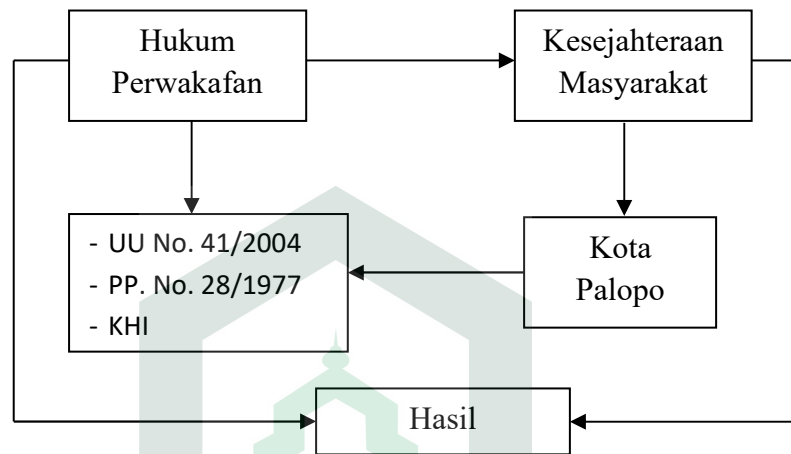 Hukum
Perwakafan
Kesejahteraan
Masyarakat
- UU No. 41/2004
- PP. No. 28/1977
- KHI
Kota
Palopo
Hasil